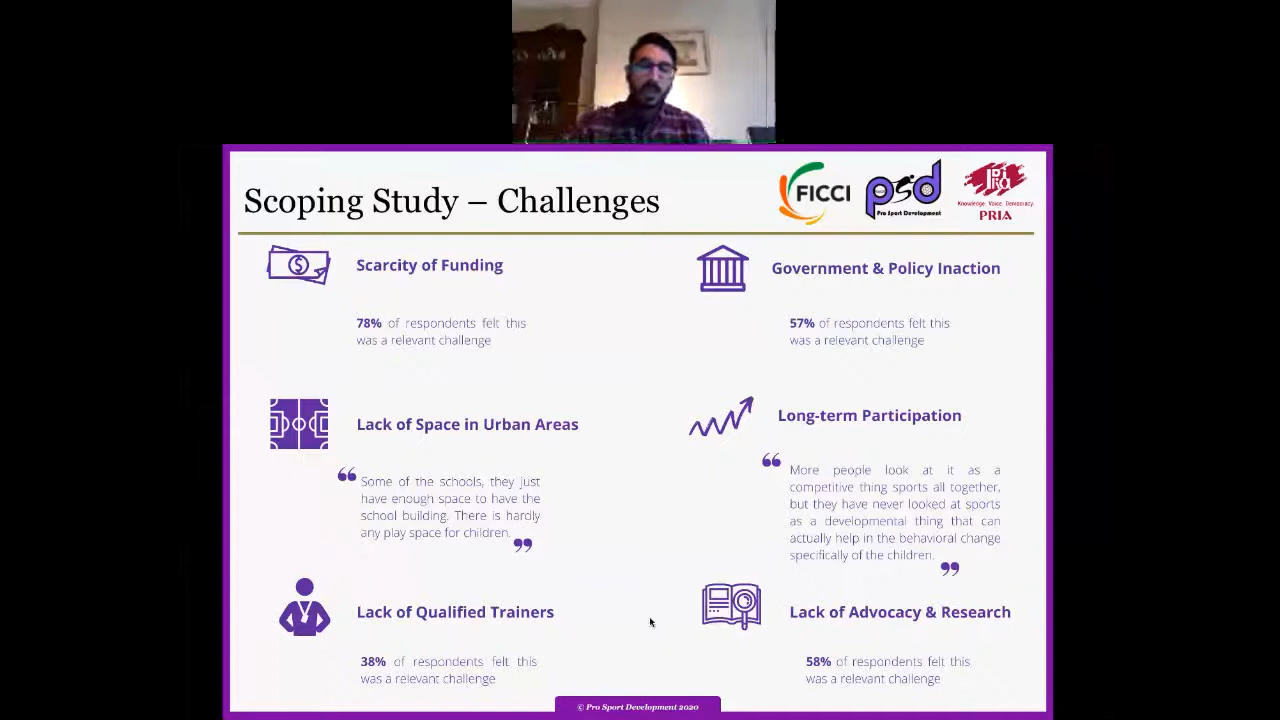 Scoping Study – Challenges
FICCI
psd
Pro Sport Development
Knowledge. Voice. Democracy.
PRIA
Scarcity of Funding
78% of respondents felt this
was a relevant challenge
Government & Policy Inaction
57% of respondents felt this
was a relevant challenge
Lack of Space in Urban Areas
“ Some of the schools, they just
have enough space to have the
school building. There is hardly
any play space for children. ”
Long-term Participation
“ More people look at it as a
competitive thing sports all together,
but they have never looked at sports
as a developmental thing that can
actually help in the behavioral change
specifically of the children. ”
Lack of Qualified Trainers
38% of respondents felt this
was a relevant challenge
Lack of Advocacy & Research
58% of respondents felt this
was a relevant challenge
© Pro Sport Development 2020